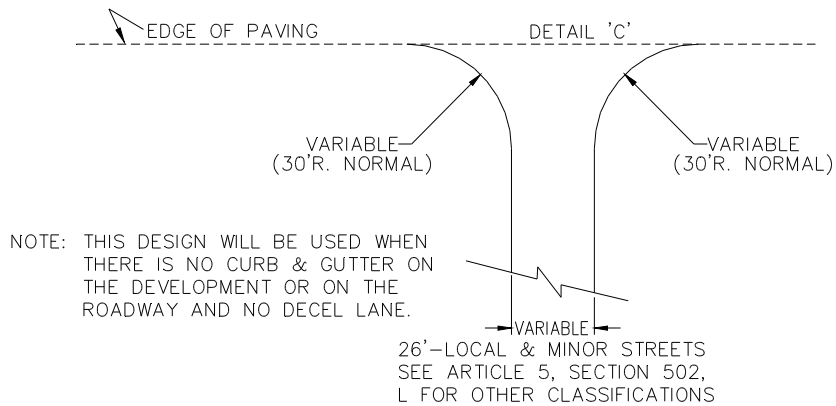 EDGE OF PAVING
DETAIL 'C'
VARIABLE
(30'R. NORMAL)
VARIABLE
(30'R. NORMAL)
NOTE: THIS DESIGN WILL BE USED WHEN
THERE IS NO CURB & GUTTER ON
THE DEVELOPMENT OR ON THE
ROADWAY AND NO DECEL LANE.
VARIABLE
26'-LOCAL & MINOR STREETS
SEE ARTICLE 5, SECTION 502,
L FOR OTHER CLASSIFICATIONS